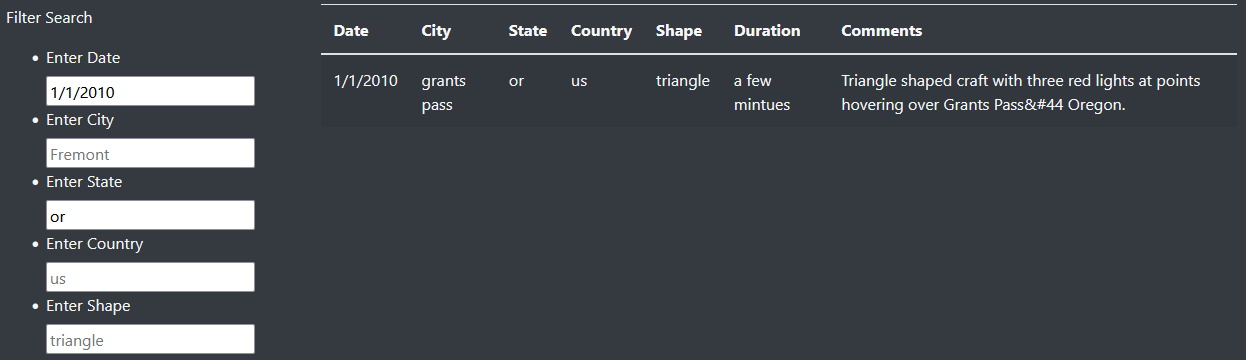 Filter Search
Enter Date
1/1/2010
Enter City
Fremont
Enter State
or
Enter Country
us
Enter Shape
triangle
Date City State Country Shape Duration Comments
1/1/2010 grants or us triangle a few Triangle shaped craft with three red lights at points
pass mintues hovering over Grants Pass&#44 Oregon.